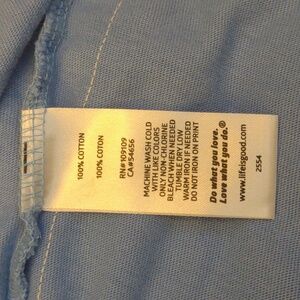 100% COTTON
100% COTON
RN#109109
CA#54656
MACHINE WASH COLD
WITH LIKE COLORS
ONLY NON-CHLORINE
BLEACH WHEN NEEDED
TUMBLE DRY LOW
WARM IRON IF NEEDED
DO NOT IRON ON PRINT
Do what you love.
Love what you do.®
www.lifeisgood.com
2554